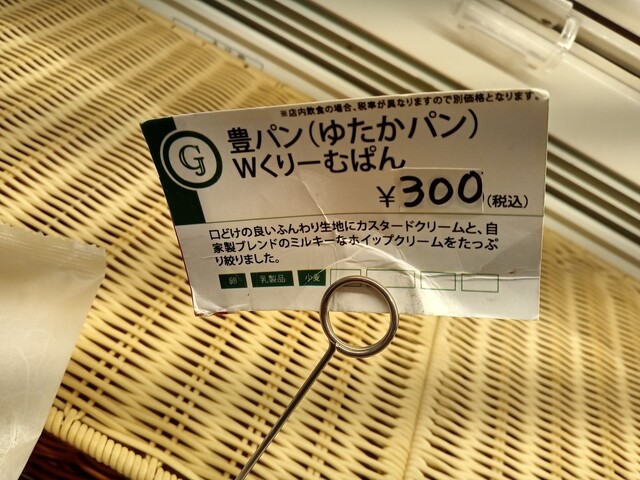 ※店内飲食の場合、税率が異なりますので別価格となります。
GJ
豊パン(ゆたかパン)
Wくりーむぱん
¥300(税込)
口どけの良いふんわり生地にカスタードクリームと、自
家製ブレンドのミルキーなホイップクリームをたっぷ
り絞りました。
卵 乳製品 小麦